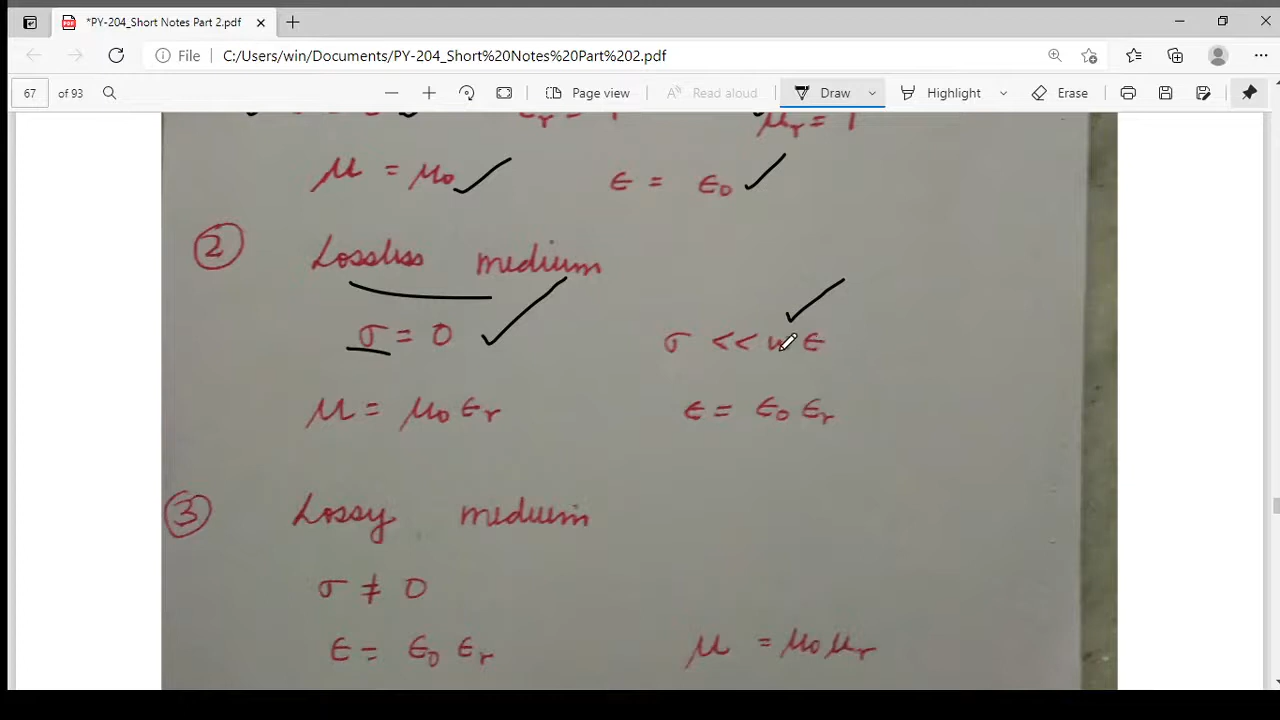 *PY-204_Short Notes Part 2.pdf
File C:/Users/win/Documents/PY-204_Short%20Notes%20Part%202.pdf
67 of 93 Page view Read aloud Draw Highlight Erase
μr = 1
μ = μ0 ε = ε0
② Lossless medium
σ = 0 σ << ωε
μ = μ0 εr ε = ε0 εr
③ Lossy medium
σ ≠ 0
ε = ε0 εr μ = μ0 μr